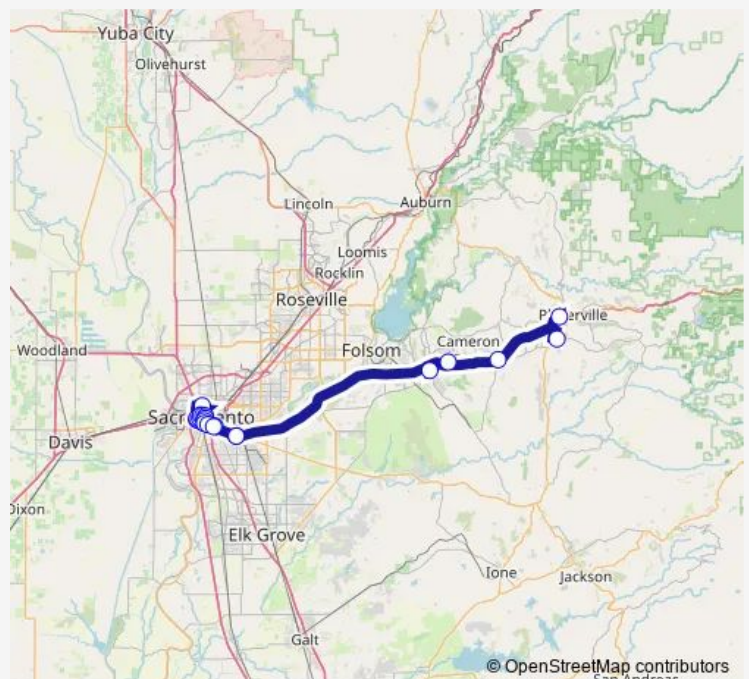 Yuba City
Olivehurst
Lincoln
Auburn
Loomis
Rocklin
Roseville
Woodland
Folsom
Cameron
Davis
Elk Grove
Ione
Jackson
Galt
© OpenStreetMap contributors